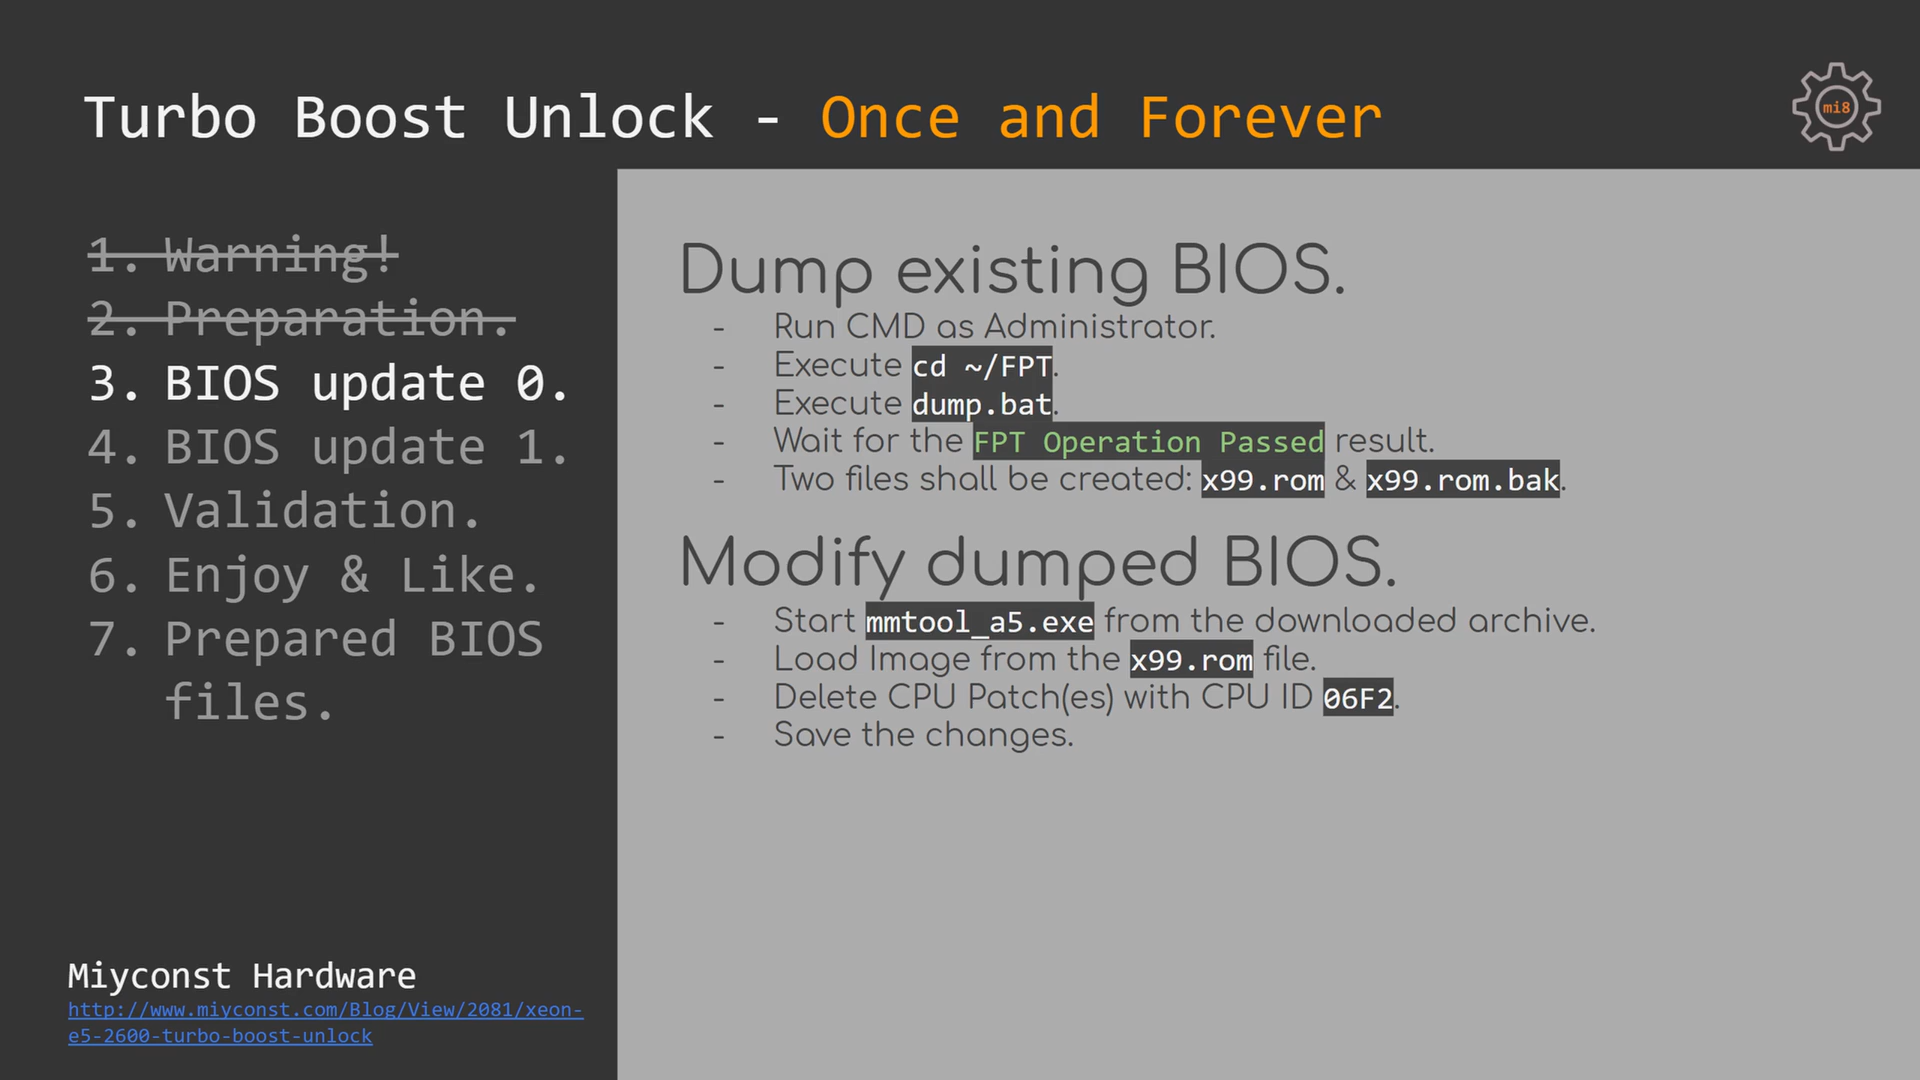 Turbo Boost Unlock - Once and Forever
mi8
1. Warning!
2. Preparation.
3. BIOS update 0.
4. BIOS update 1.
5. Validation.
6. Enjoy & Like.
7. Prepared BIOS
files.
Miyconst Hardware
http://www.miyconst.com/Blog/View/2081/xeon-
e5-2600-turbo-boost-unlock
Dump existing BIOS.
- Run CMD as Administrator.
- Execute cd ~/FPT.
- Execute dump.bat.
- Wait for the FPT Operation Passed result.
- Two files shall be created: x99.rom & x99.rom.bak.
Modify dumped BIOS.
- Start mmtool_a5.exe from the downloaded archive.
- Load Image from the x99.rom file.
- Delete CPU Patch(es) with CPU ID 06F2.
- Save the changes.